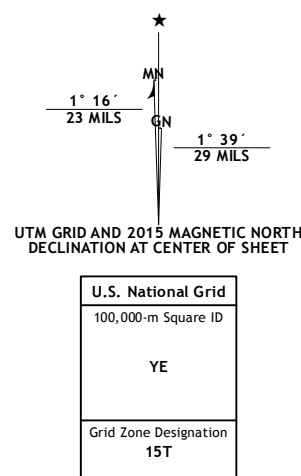 ★
MN
1° 16´
23 MILS
GN
1° 39´
29 MILS
UTM GRID AND 2015 MAGNETIC NORTH
DECLINATION AT CENTER OF SHEET
U.S. National Grid
100,000-m Square ID
YE
Grid Zone Designation
15T